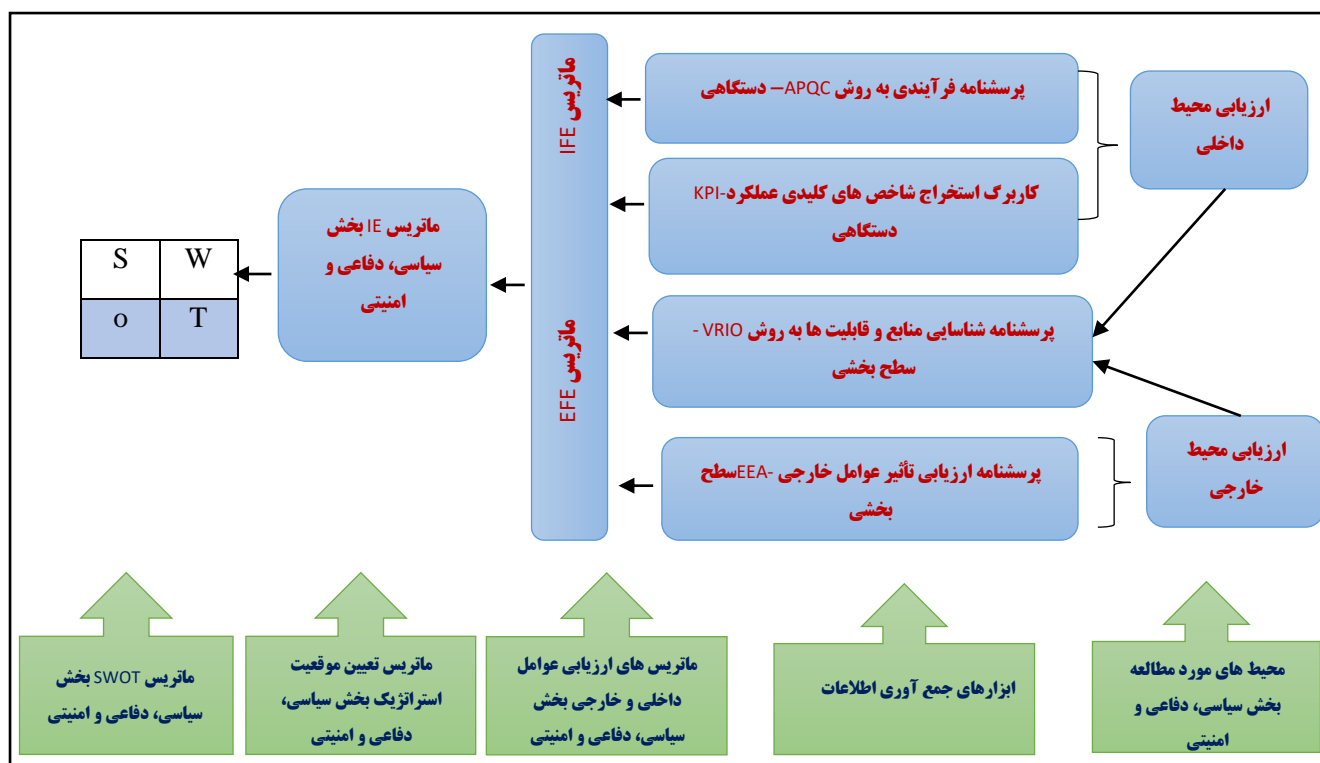 ارزیابی محیط
داخلی
ارزیابی محیط
خارجی
پرسشنامه فرآیندی به روش APQC – دستگاهی
کاربرگ استخراج شاخص های کلیدی عملکرد-KPI
دستگاهی
پرسشنامه شناسایی منابع و قابلیت ها به روش VRIO -
سطح بخشی
پرسشنامه ارزیابی تأثیر عوامل خارجی -EEAسطح
بخشی
ماتریس IFE
ماتریس EFE
ماتریس IE بخش
سیاسی، دفاعی و
امنیتی
S W
o T
محیط های مورد مطالعه
بخش سیاسی، دفاعی و
امنیتی
ابزارهای جمع آوری اطلاعات
ماتریس های ارزیابی عوامل
داخلی و خارجی بخش
سیاسی، دفاعی و امنیتی
ماتریس تعیین موقعیت
استراتژیک بخش سیاسی،
دفاعی و امنیتی
ماتریس SWOT بخش
سیاسی، دفاعی و امنیتی